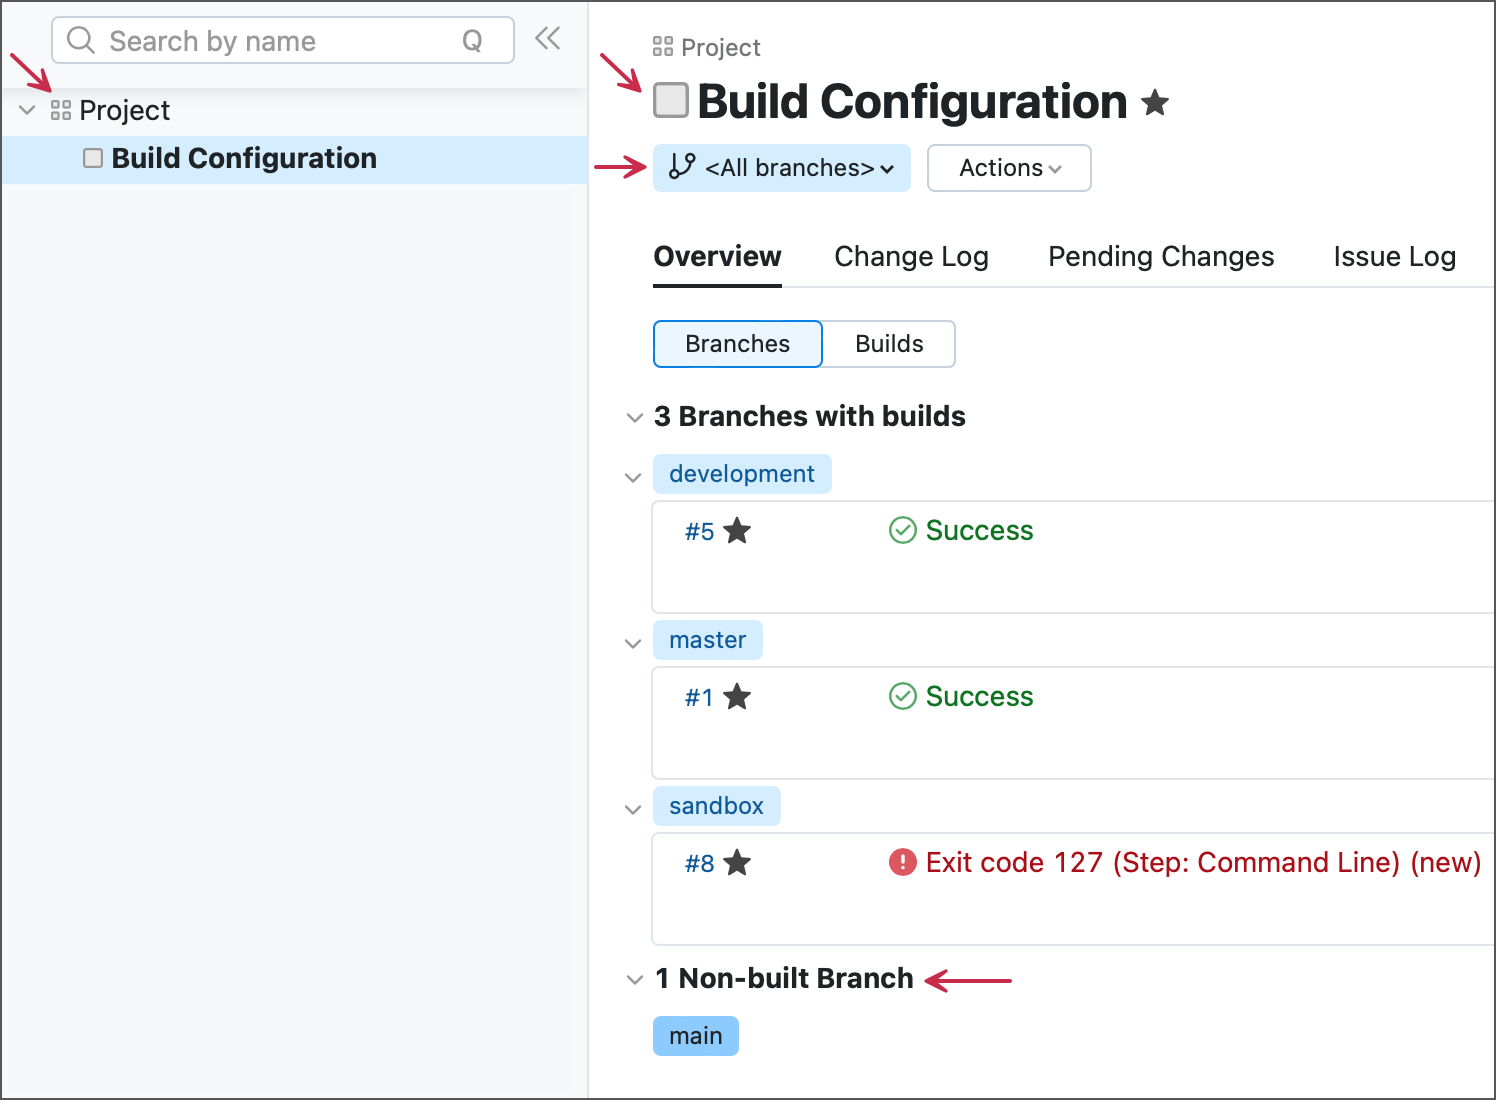 Search by name Q
Project
Build Configuration
Project
Build Configuration
<All branches> Actions
Overview Change Log Pending Changes Issue Log
Branches Builds
3 Branches with builds
development
#5 Success
master
#1 Success
sandbox
#8 Exit code 127 (Step: Command Line) (new)
1 Non-built Branch
main